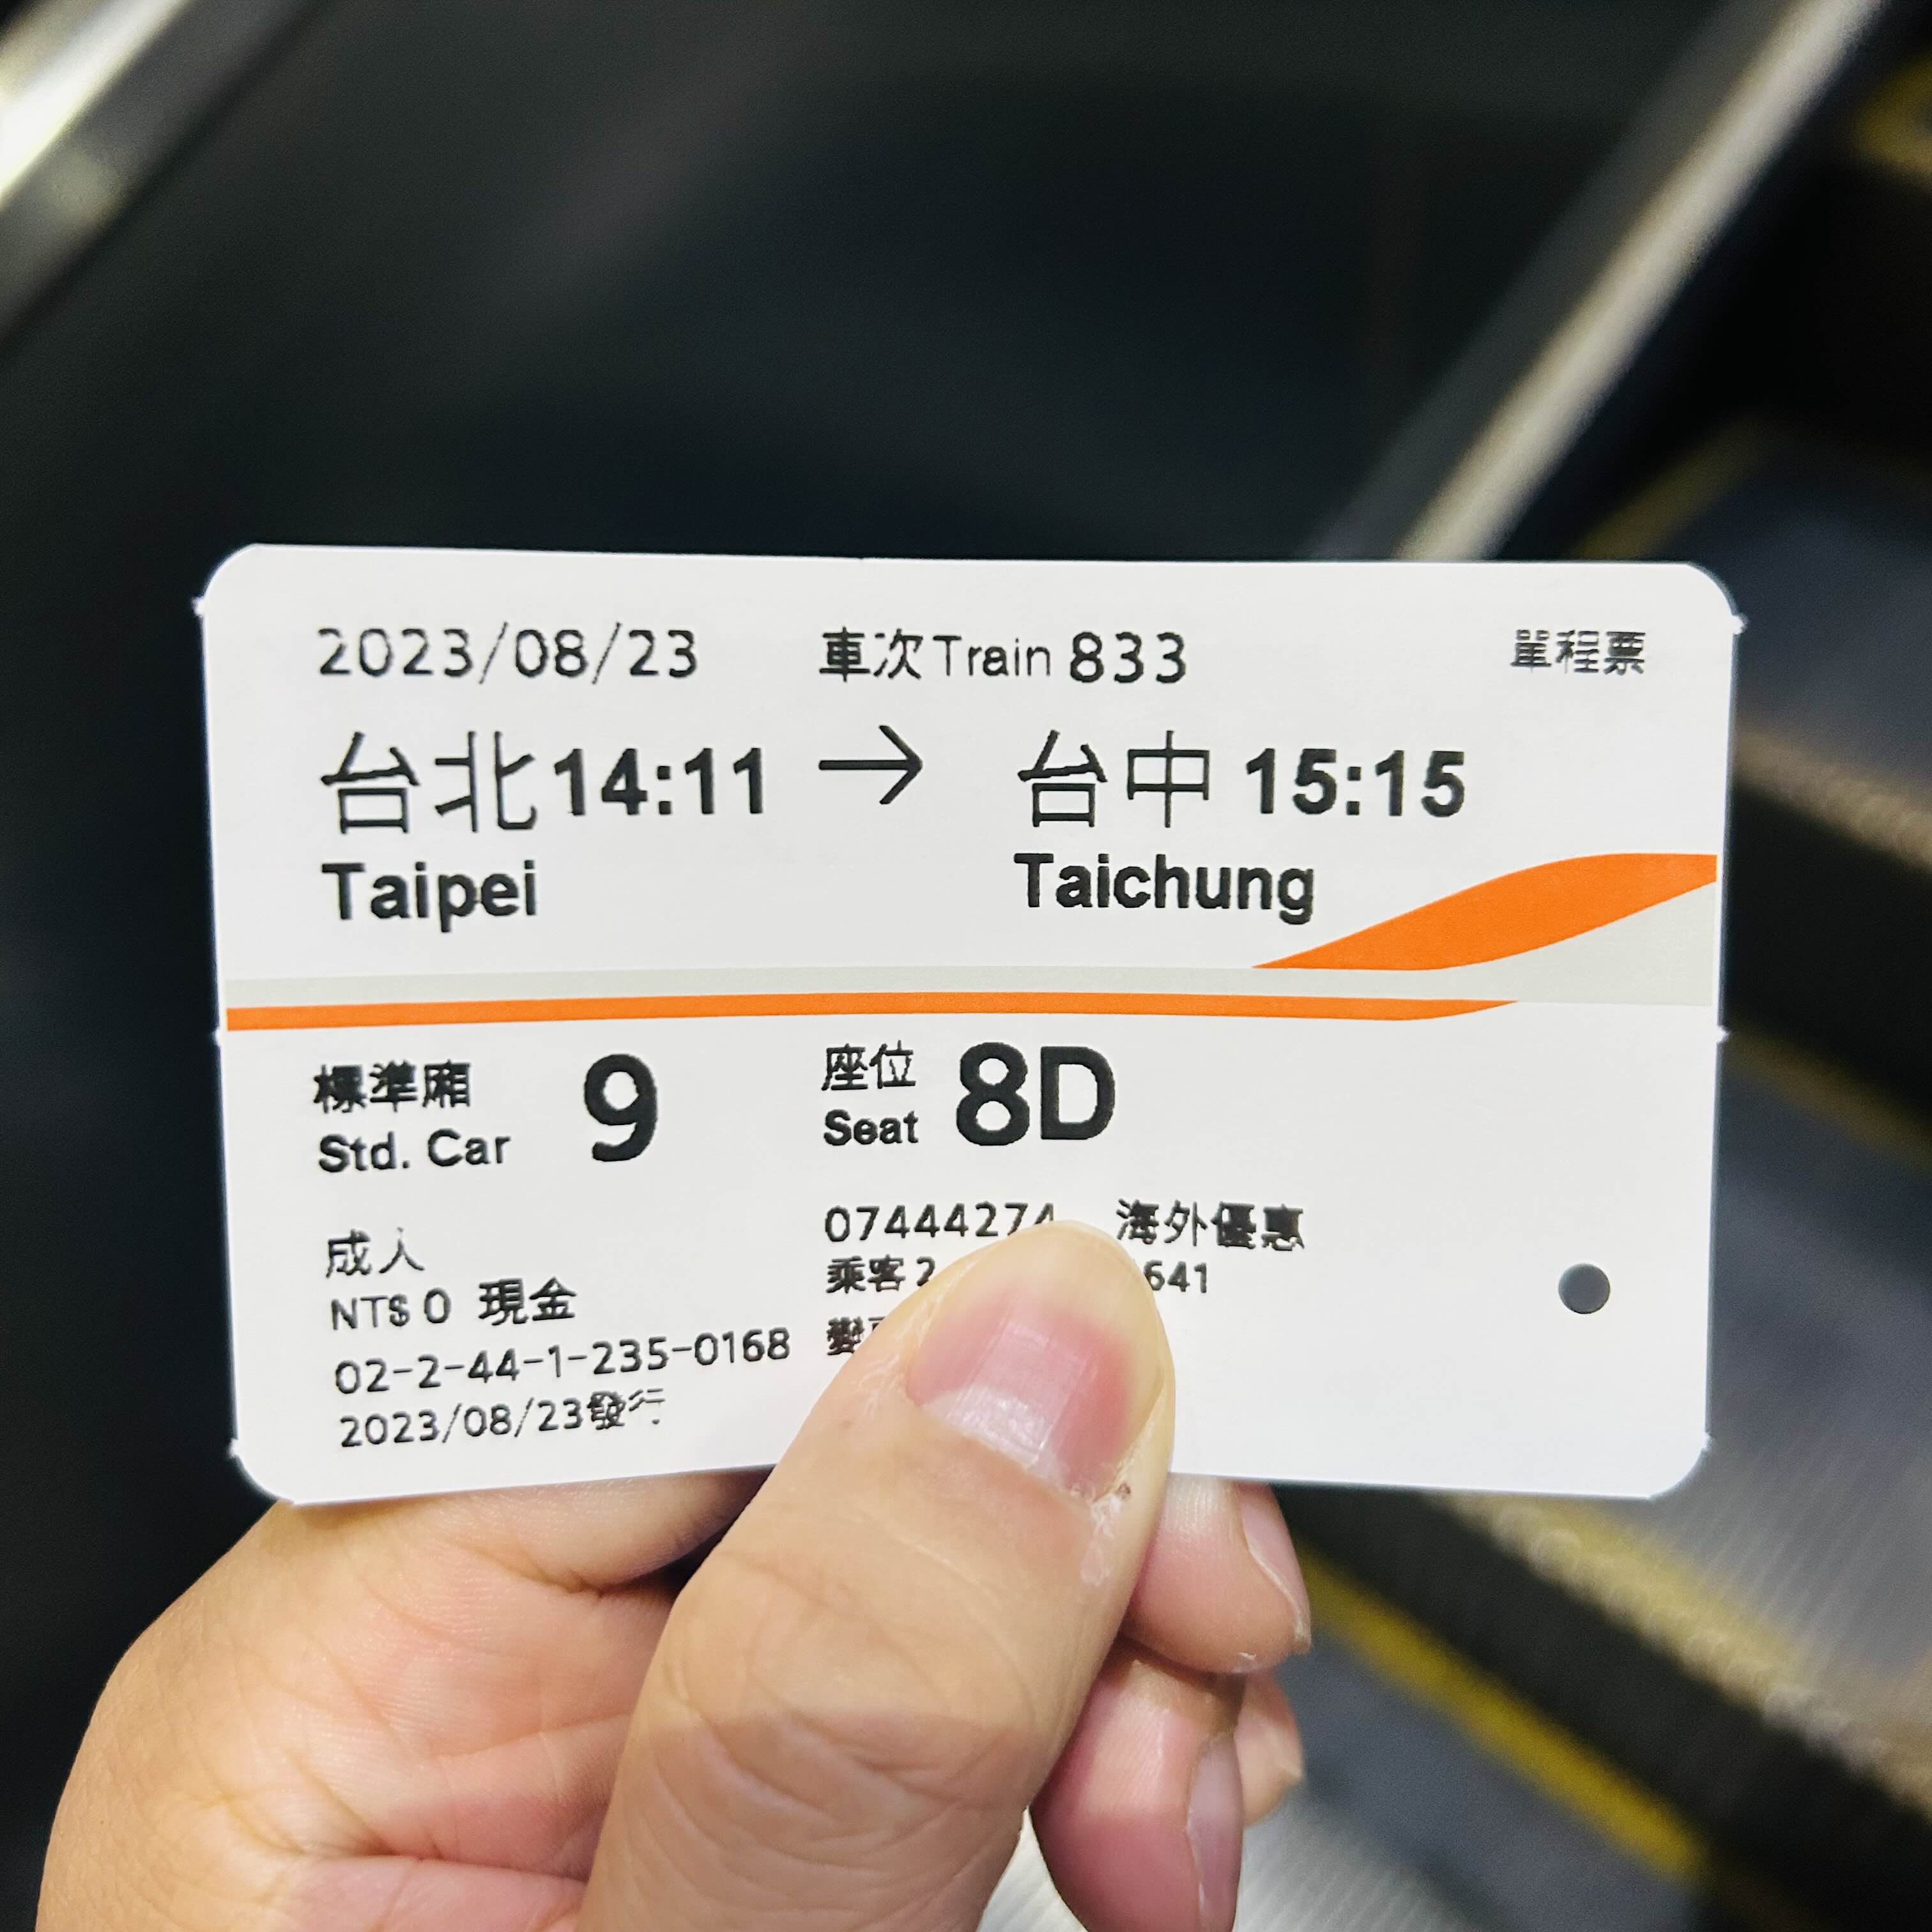 2023/08/23 車次Train 833 單程票
台北14:11 → 台中 15:15
Taipei Taichung
標準廂 9 座位 8D
Std. Car Seat
07444274 海外優惠
成人 乘客2 641
NT$ 0 現金
02-2-44-1-235-0168 變
2023/08/23發行